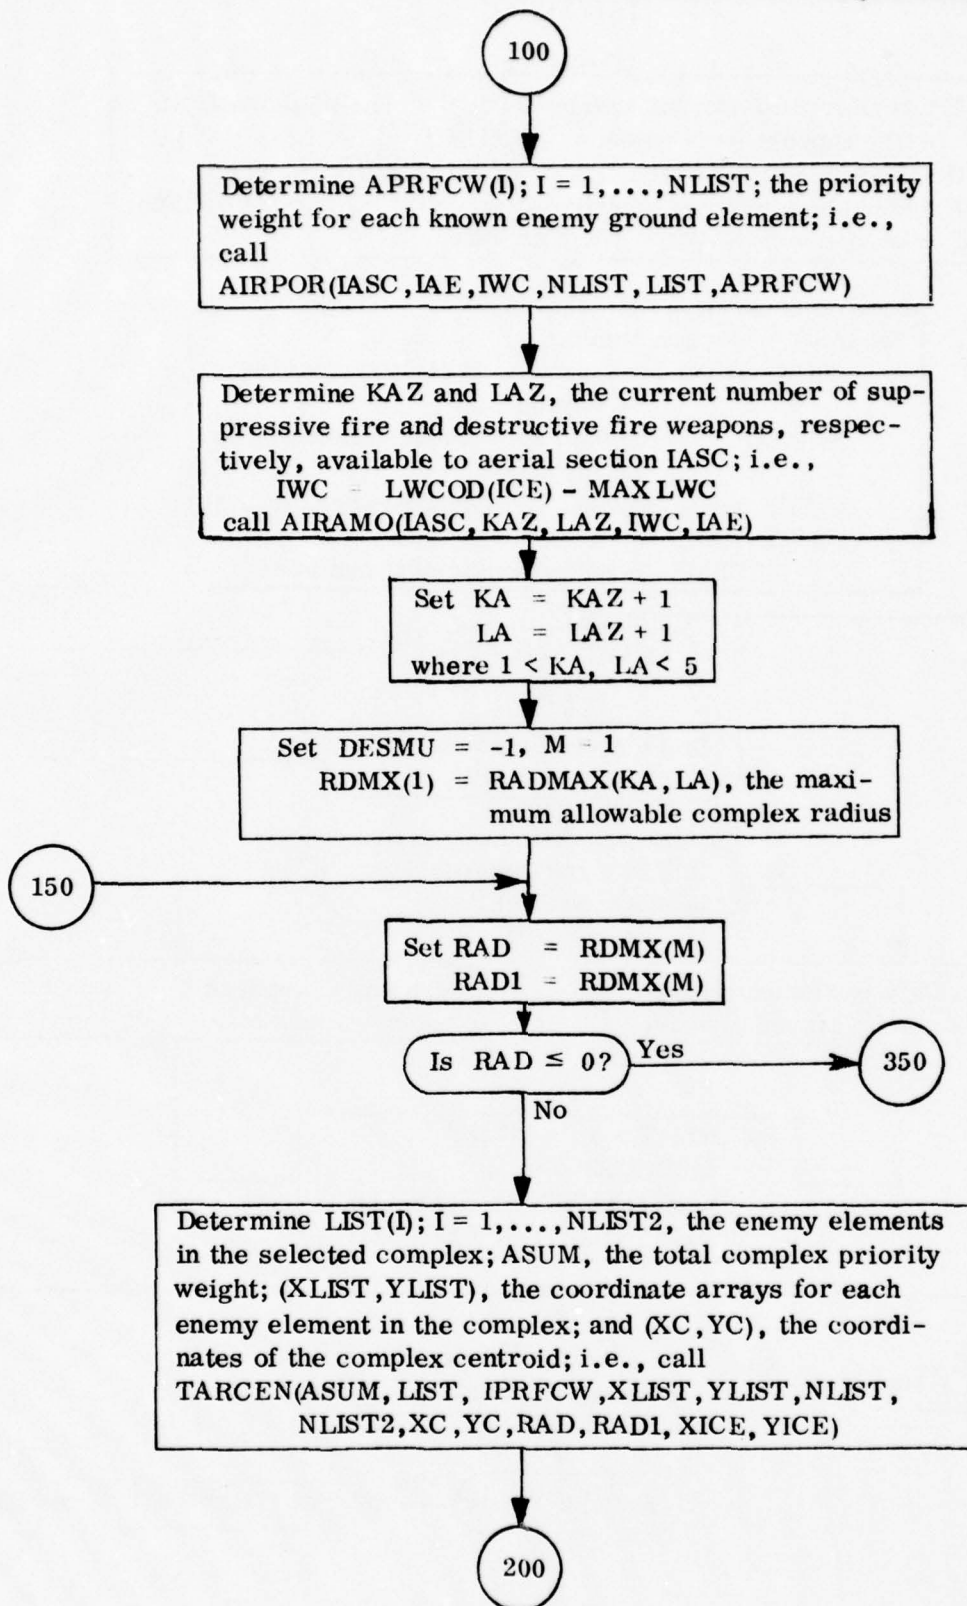 100
Determine APRFCW(I); I = 1,...,NLIST; the priority
weight for each known enemy ground element; i.e.,
call
AIRPOR(IASC,IAE,IWC,NLIST,LIST,APRFCW)
Determine KAZ and LAZ, the current number of sup-
pressive fire and destructive fire weapons, respec-
tively, available to aerial section IASC; i.e.,
IWC = LWCOD(ICE) - MAXLWC
call AIRAMO(IASC, KAZ, LAZ, IWC, IAE)
Set KA = KAZ + 1
LA = LAZ + 1
where 1 < KA, LA < 5
Set DESMU = -1, M = 1
RDMX(1) = RADMAX(KA,LA), the maxi-
mum allowable complex radius
150
Set RAD = RDMX(M)
RAD1 = RDMX(M)
Is RAD ≤ 0?
Yes
350
No
Determine LIST(I); I = 1,...,NLIST2, the enemy elements
in the selected complex; ASUM, the total complex priority
weight; (XLIST,YLIST), the coordinate arrays for each
enemy element in the complex; and (XC,YC), the coordi-
nates of the complex centroid; i.e., call
TARCEN(ASUM, LIST, IPRFCW,XLIST,YLIST,NLIST,
NLIST2,XC,YC,RAD,RAD1, XICE, YICE)
200